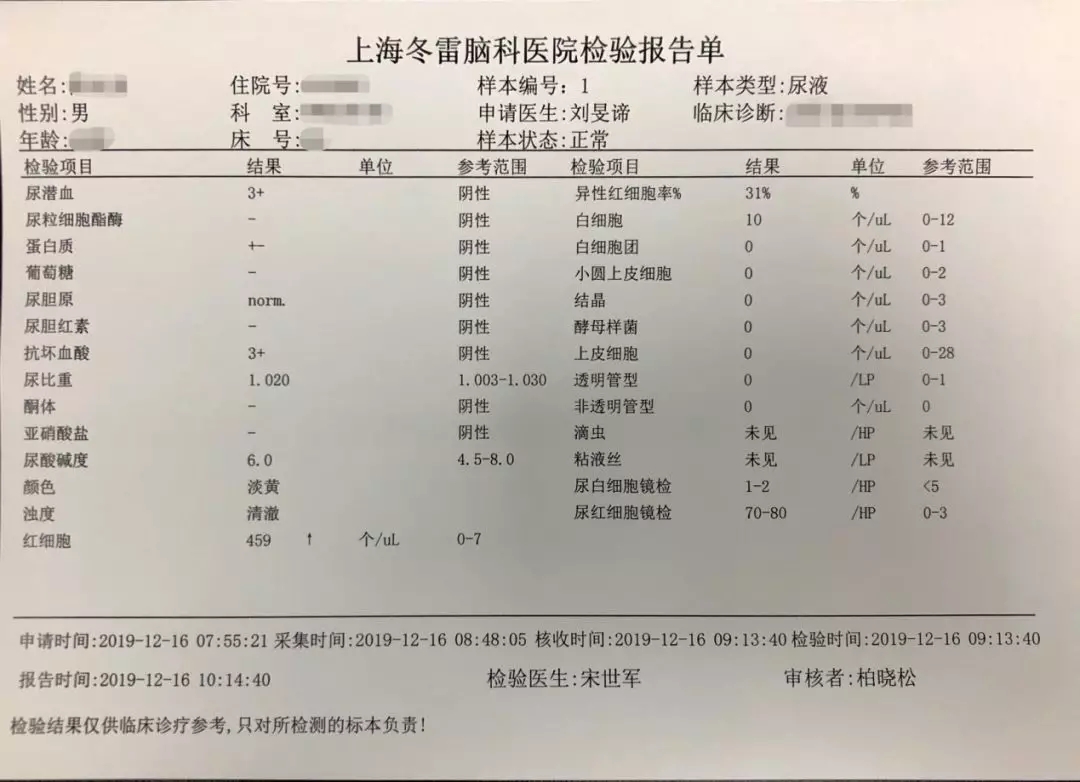 上海冬雷脑科医院检验报告单
姓名: 住院号: 样本编号: 1 样本类型:尿液
性别:男 科 室: 申请医生:刘旻谛 临床诊断:
年龄: 床 号: 样本状态:正常
检验项目 结果 单位 参考范围 检验项目 结果 单位 参考范围
尿潜血 3+ 阴性 异性红细胞率% 31% %
尿粒细胞酯酶 - 阴性 白细胞 10 个/uL 0-12
蛋白质 +- 阴性 白细胞团 0 个/uL 0-1
葡萄糖 - 阴性 小圆上皮细胞 0 个/uL 0-2
尿胆原 norm. 阴性 结晶 0 个/uL 0-3
尿胆红素 - 阴性 酵母样菌 0 个/uL 0-3
抗坏血酸 3+ 阴性 上皮细胞 0 个/uL 0-28
尿比重 1.020 1.003-1.030 透明管型 0 /LP 0-1
酮体 - 阴性 非透明管型 0 个/uL 0
亚硝酸盐 - 阴性 滴虫 未见 /HP 未见
尿酸碱度 6.0 4.5-8.0 粘液丝 未见 /LP 未见
颜色 淡黄 尿白细胞镜检 1-2 /HP <5
浊度 清澈 尿红细胞镜检 70-80 /HP 0-3
红细胞 459 ↑ 个/uL 0-7
申请时间:2019-12-16 07:55:21 采集时间:2019-12-16 08:48:05 核收时间:2019-12-16 09:13:40 检验时间:2019-12-16 09:13:40
报告时间:2019-12-16 10:14:40 检验医生:宋世军 审核者:柏晓松
检验结果仅供临床诊疗参考,只对所检测的标本负责!